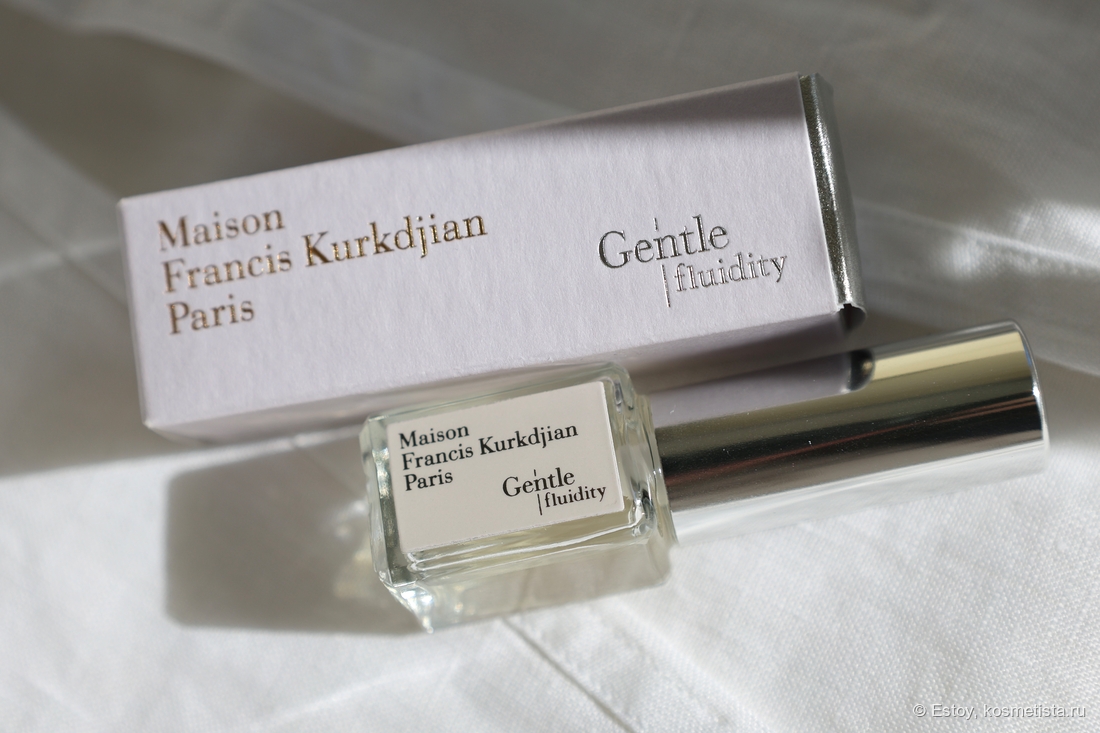 Maison
Francis Kurkdjian
Paris
Gentle
fluidity
Maison
Francis Kurkdjian
Paris
Gentle
fluidity
© Estoy, kosmetista.ru